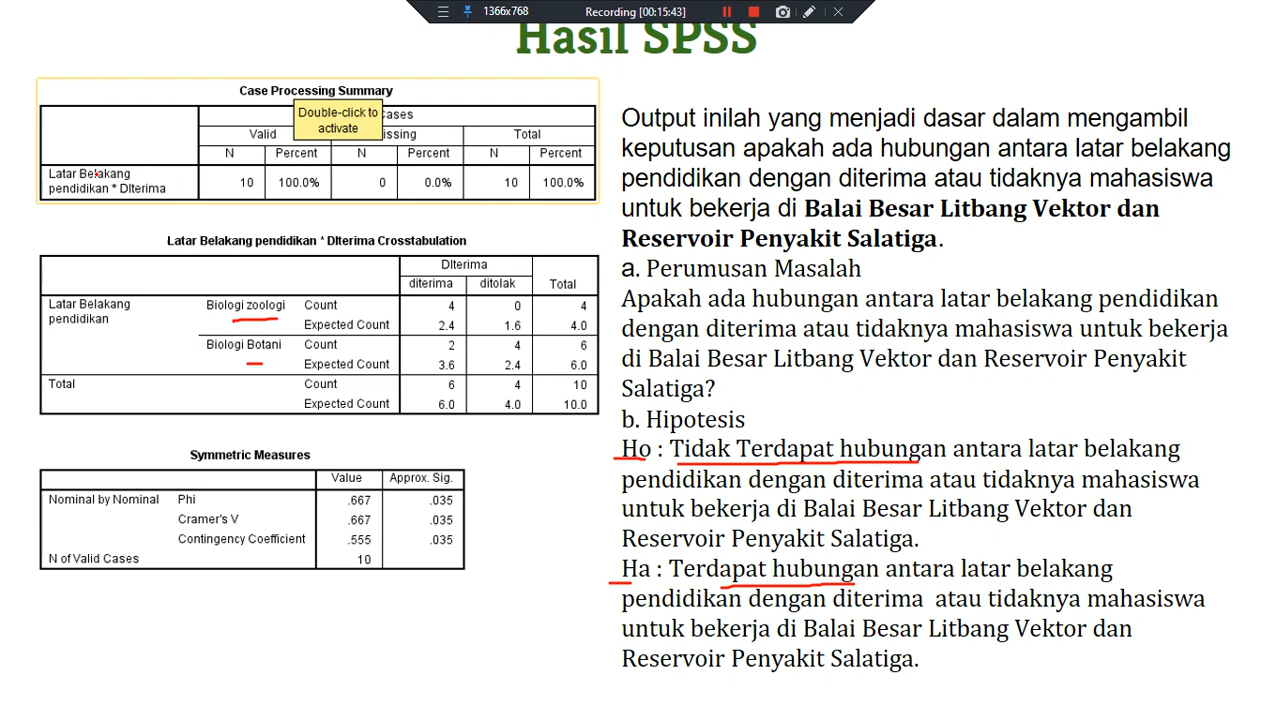 1366x768
Recording [00:15:43]
Hasil SPSS
Case Processing Summary
Cases
Valid Missing Total
N Percent N Percent N Percent
Latar Belakang
pendidikan * DIterima 10 100.0% 0 0.0% 10 100.0%
Double-click to
activate
Latar Belakang pendidikan * DIterima Crosstabulation
DIterima
diterima ditolak Total
Latar Belakang Biologi zoologi Count 4 0 4
pendidikan Expected Count 2.4 1.6 4.0
Biologi Botani Count 2 4 6
Expected Count 3.6 2.4 6.0
Total Count 6 4 10
Expected Count 6.0 4.0 10.0
Symmetric Measures
Value Approx. Sig.
Nominal by Nominal Phi .667 .035
Cramer's V .667 .035
Contingency Coefficient .555 .035
N of Valid Cases 10
Output inilah yang menjadi dasar dalam mengambil
keputusan apakah ada hubungan antara latar belakang
pendidikan dengan diterima atau tidaknya mahasiswa
untuk bekerja di Balai Besar Litbang Vektor dan
Reservoir Penyakit Salatiga.
a. Perumusan Masalah
Apakah ada hubungan antara latar belakang pendidikan
dengan diterima atau tidaknya mahasiswa untuk bekerja
di Balai Besar Litbang Vektor dan Reservoir Penyakit
Salatiga?
b. Hipotesis
Ho : Tidak Terdapat hubungan antara latar belakang
pendidikan dengan diterima atau tidaknya mahasiswa
untuk bekerja di Balai Besar Litbang Vektor dan
Reservoir Penyakit Salatiga.
Ha : Terdapat hubungan antara latar belakang
pendidikan dengan diterima atau tidaknya mahasiswa
untuk bekerja di Balai Besar Litbang Vektor dan
Reservoir Penyakit Salatiga.